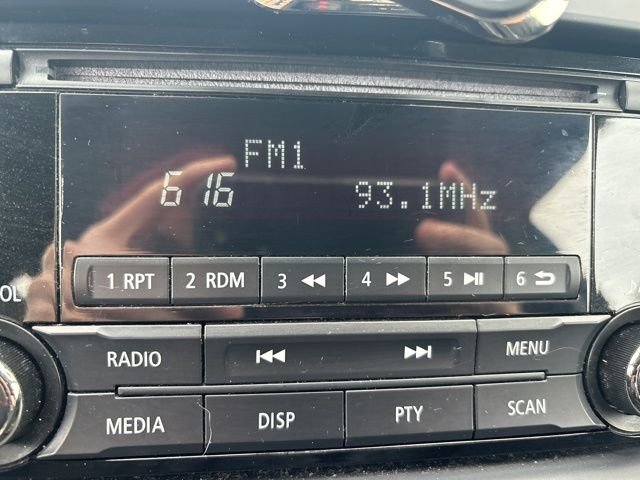 FM1
6 16 93.1MHz
1 RPT 2 RDM 3 4 5 6
OL
RADIO MENU
MEDIA DISP PTY SCAN